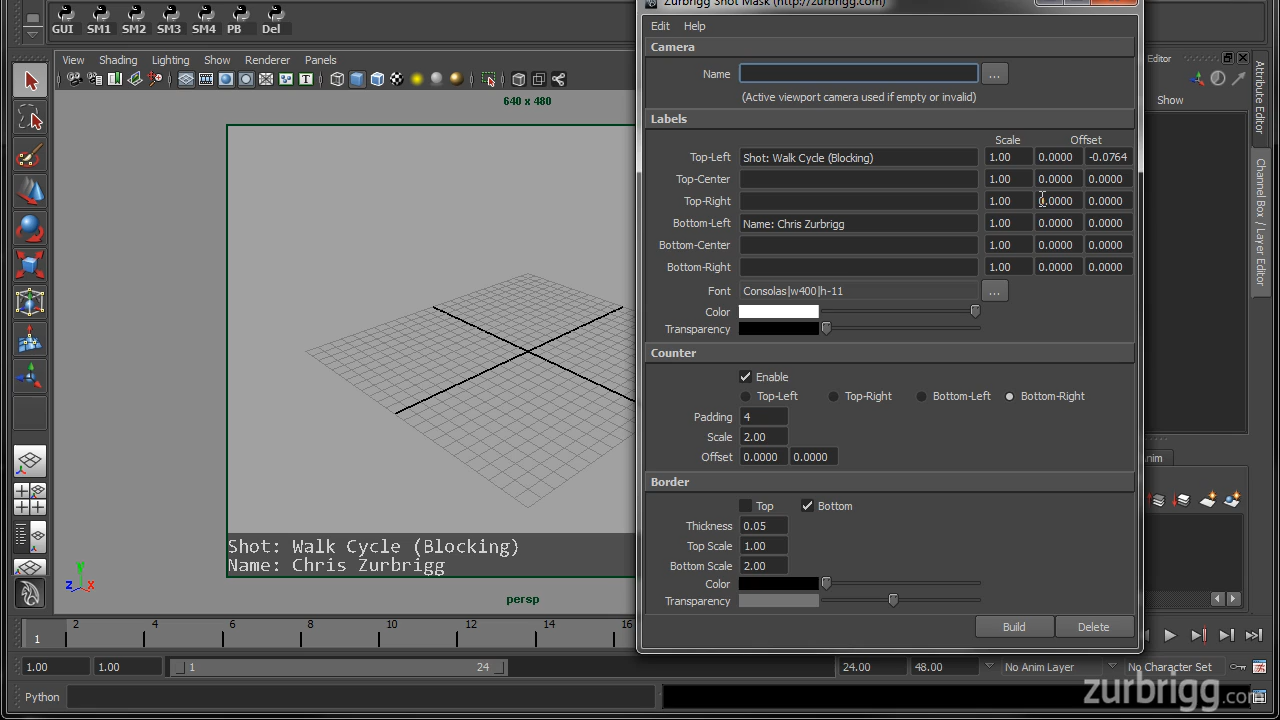 Zurbrigg Shot Mask (http://zurbrigg.com)
GUI SM1 SM2 SM3 SM4 PB Del
Edit Help
View Shading Lighting Show Renderer Panels
Camera
Editor
Name ...
(Active viewport camera used if empty or invalid)
Show
640 x 480
Attribute Editor
Channel Box / Layer Editor
Labels
Scale Offset
Top-Left Shot: Walk Cycle (Blocking) 1.00 0.0000 -0.0764
Top-Center 1.00 0.0000 0.0000
Top-Right 1.00 0.0000 0.0000
Bottom-Left Name: Chris Zurbrigg 1.00 0.0000 0.0000
Bottom-Center 1.00 0.0000 0.0000
Bottom-Right 1.00 0.0000 0.0000
Font Consolas|w400|h-11 ...
Color
Transparency
Counter
Enable
Top-Left Top-Right Bottom-Left Bottom-Right
Padding 4
Scale 2.00
Offset 0.0000 0.0000
Border
Top Bottom
Thickness 0.05
Top Scale 1.00
Bottom Scale 2.00
Color
Transparency
Build Delete
Shot: Walk Cycle (Blocking)
Name: Chris Zurbrigg
y
z x
persp
1 2 4 6 8 10 12 14 16
1.00 1.00 1 24 24.00 48.00 No Anim Layer No Character Set
Python
zurbrigg.com